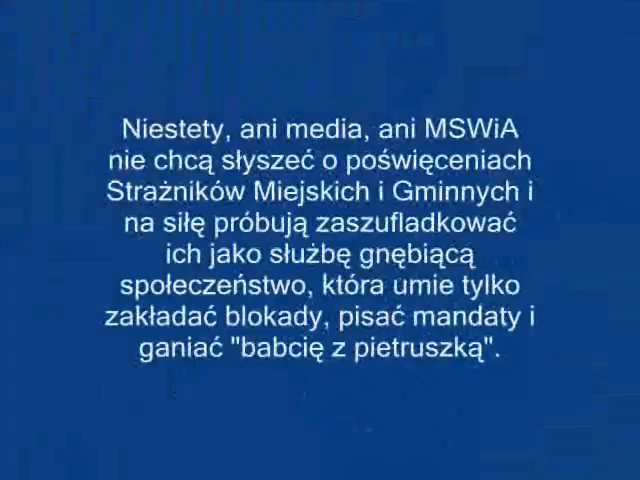 Niestety, ani media, ani MSWiA
nie chcą słyszeć o poświęceniach
Strażników Miejskich i Gminnych i
na siłę próbują zaszufladkować
ich jako służbę gnębiącą
społeczeństwo, która umie tylko
zakładać blokady, pisać mandaty i
ganiać "babcię z pietruszką".